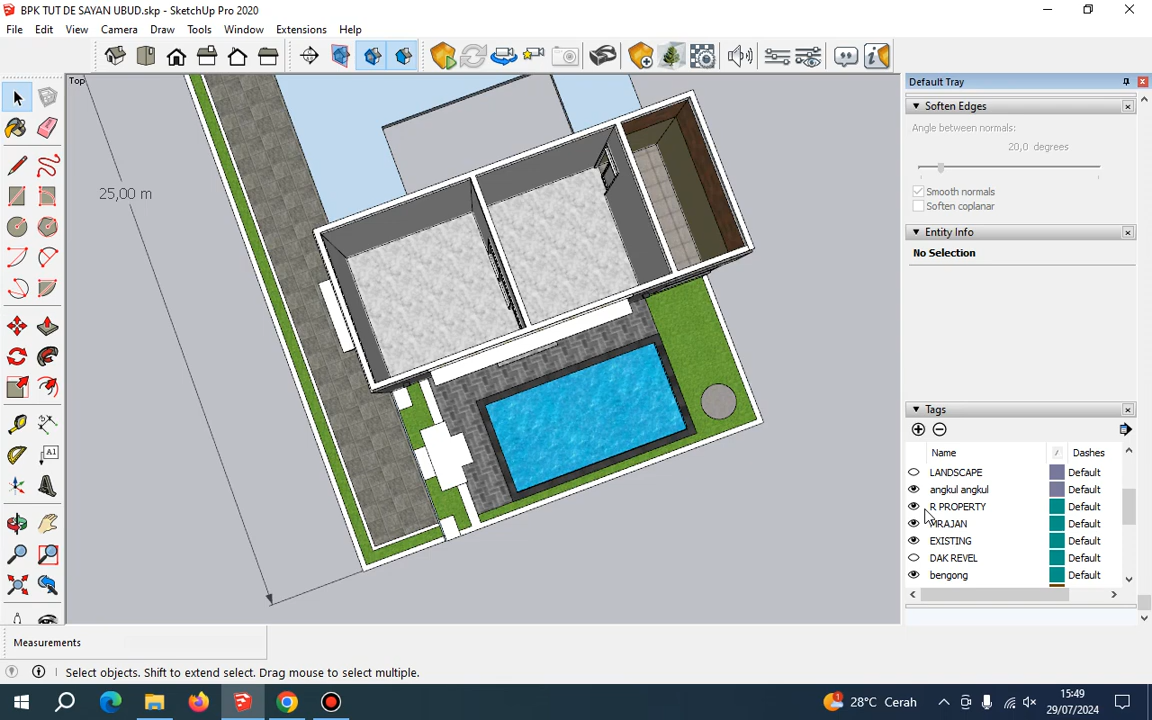 BPK TUT DE SAYAN UBUD.skp - SketchUp Pro 2020
File Edit View Camera Draw Tools Window Extensions Help
Top
25,00 m
A1
Default Tray
Soften Edges
Angle between normals:
20,0 degrees
Smooth normals
Soften coplanar
Entity Info
No Selection
Tags
Name Dashes
LANDSCAPE Default
angkul angkul Default
R PROPERTY Default
MRAJAN Default
EXISTING Default
DAK REVEL Default
bengong Default
Measurements
Select objects. Shift to extend select. Drag mouse to select multiple.
1
28°C Cerah
15:49
29/07/2024